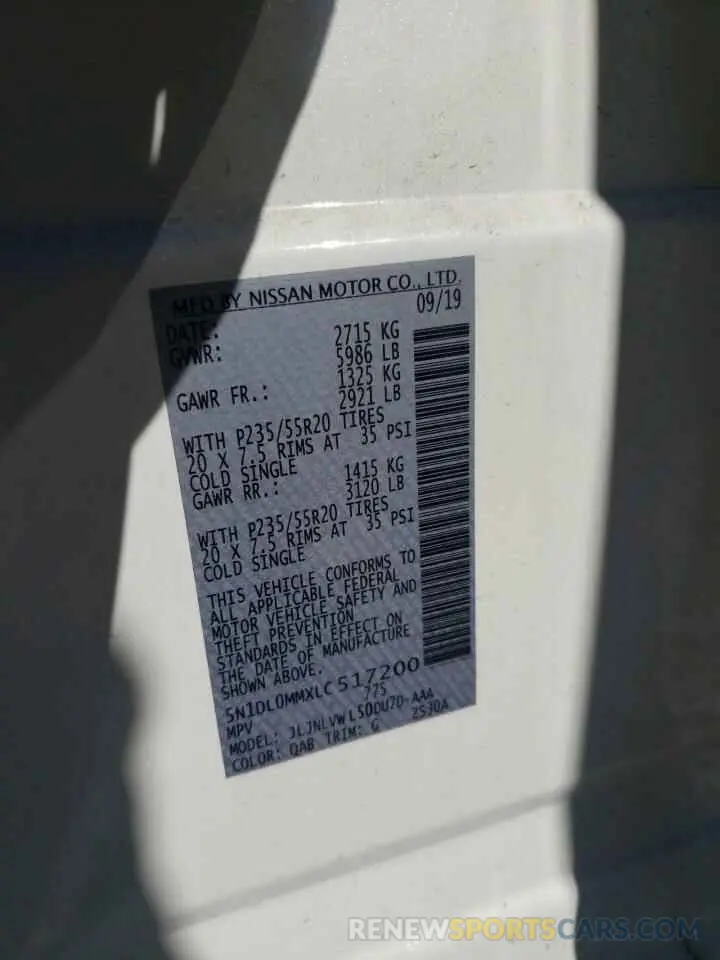 MFD BY NISSAN MOTOR CO., LTD.
DATE: 09/19
GVWR: 2715 KG
5986 LB
GAWR FR.: 1325 KG
2921 LB
WITH P235/55R20 TIRES
20 X 7.5 RIMS AT 35 PSI
COLD SINGLE
GAWR RR.: 1415 KG
3120 LB
WITH P235/55R20 TIRES
20 X 7.5 RIMS AT 35 PSI
COLD SINGLE
THIS VEHICLE CONFORMS TO
ALL APPLICABLE FEDERAL
MOTOR VEHICLE SAFETY AND
THEFT PREVENTION
STANDARDS IN EFFECT ON
THE DATE OF MANUFACTURE
SHOWN ABOVE.
5N1DL0MMXLC517200
MPV 775
MODEL: JLJNLVWL50DU7D-AAA
COLOR: QAB TRIM: G 2530A
RENEWSPORTSCARS.COM